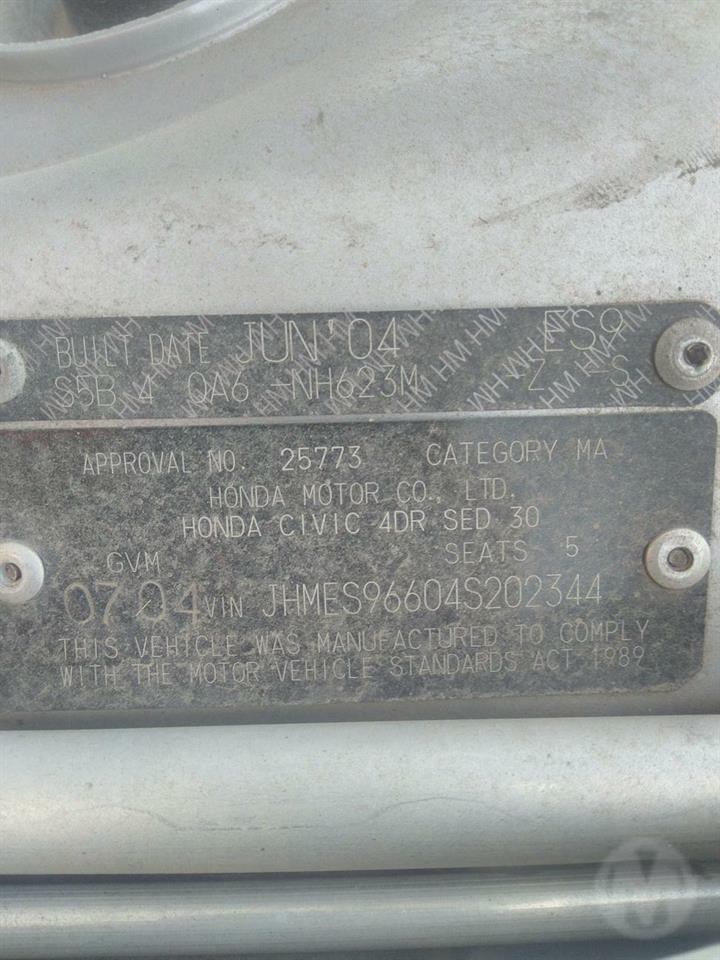 BUILT DATE JUN'04 ES9
S5B 4 QA6 -NH623M -Z -S
APPROVAL NO. 25773 CATEGORY MA
HONDA MOTOR CO., LTD.
HONDA CIVIC 4DR SED 30
GVM SEATS 5
0704 VIN JHMES96604S202344
THIS VEHICLE WAS MANUFACTURED TO COMPLY
WITH THE MOTOR VEHICLE STANDARDS ACT 1989
M